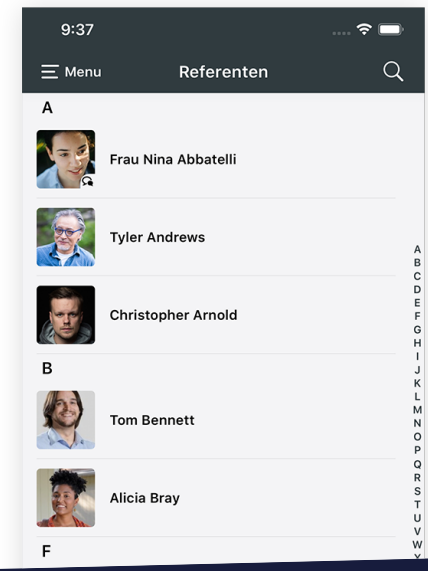 9:37
Menu
Referenten
A
Frau Nina Abbatelli
Tyler Andrews
Christopher Arnold
B
Tom Bennett
Alicia Bray
F
A
B
C
D
E
F
G
H
I
J
K
L
M
N
O
P
Q
R
S
T
U
V
W